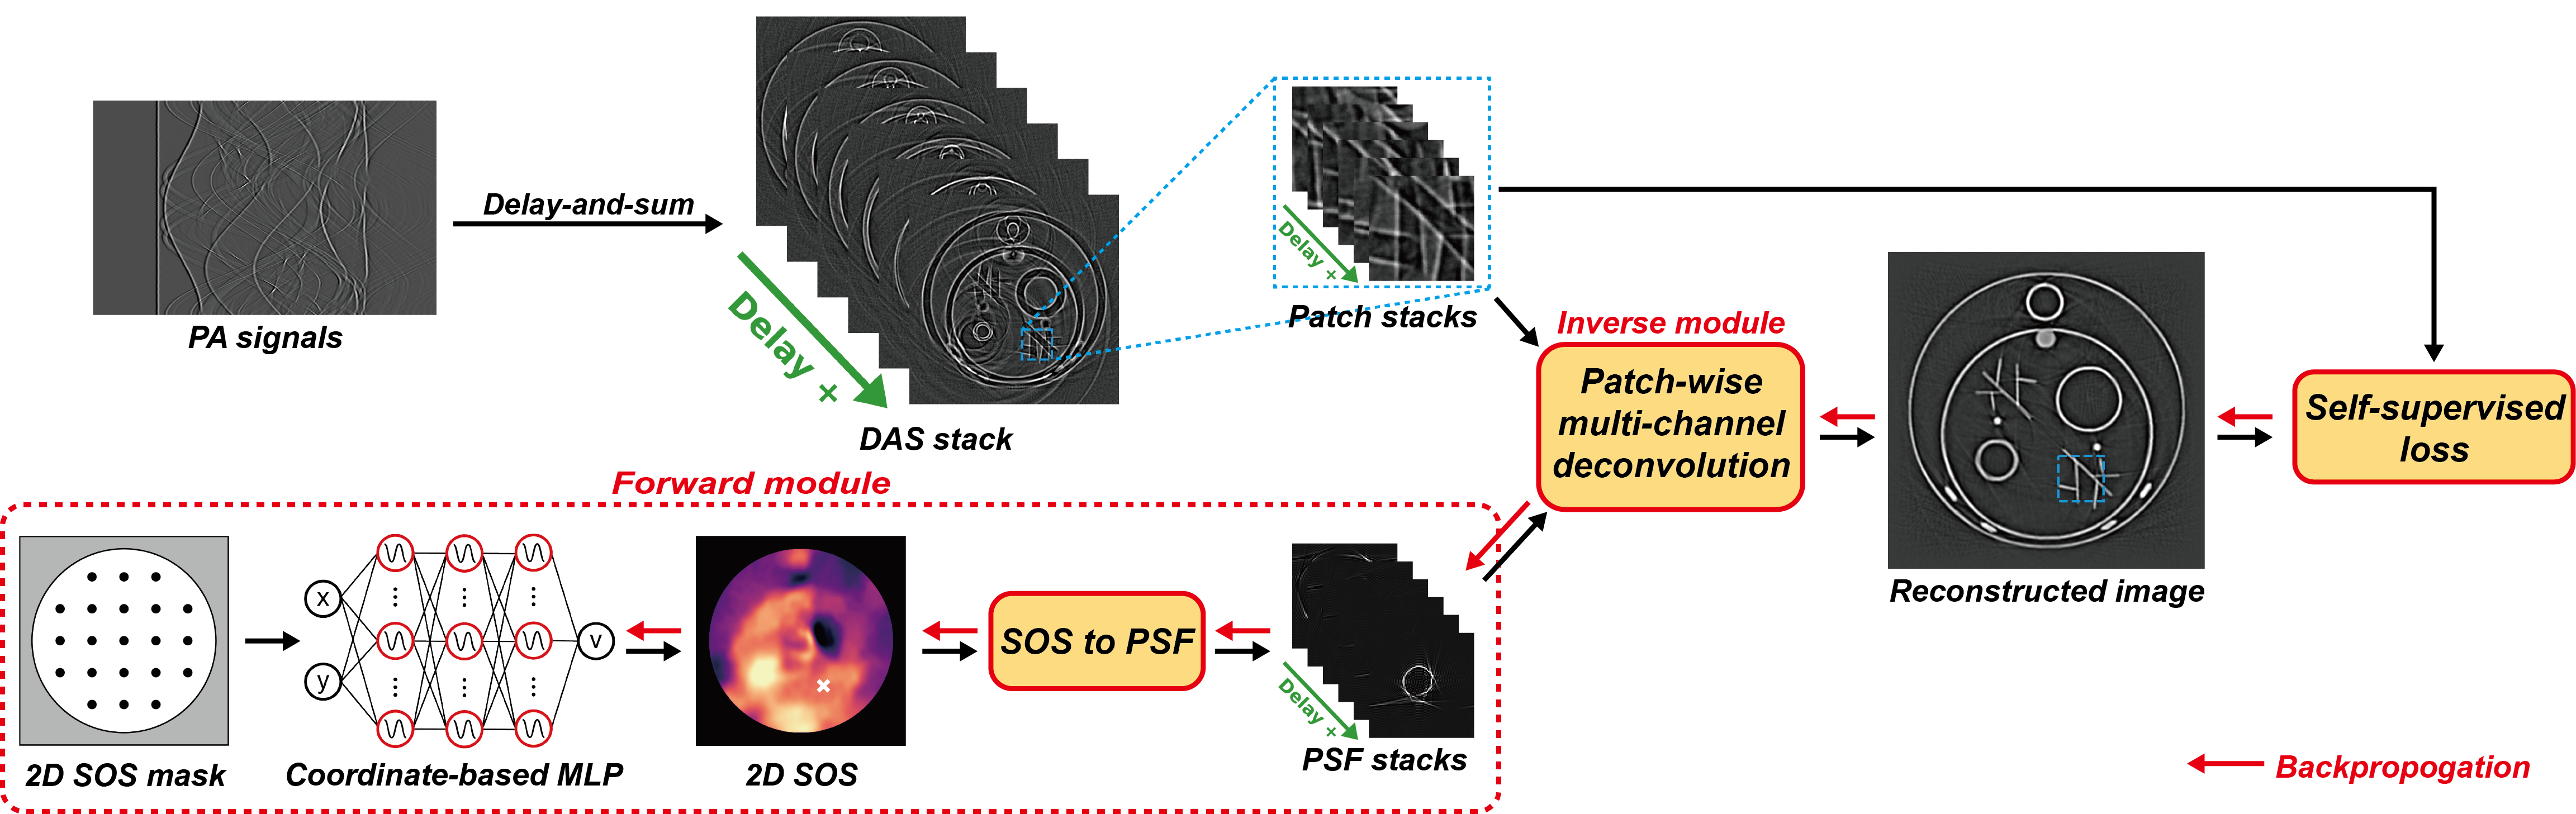 PA signals
Delay-and-sum
Delay +
DAS stack
Delay +
Patch stacks
Inverse module
Patch-wise
multi-channel
deconvolution
Reconstructed image
Self-supervised
loss
Forward module
2D SOS mask
x
y
v
Coordinate-based MLP
2D SOS
SOS to PSF
Delay +
PSF stacks
Backpropogation